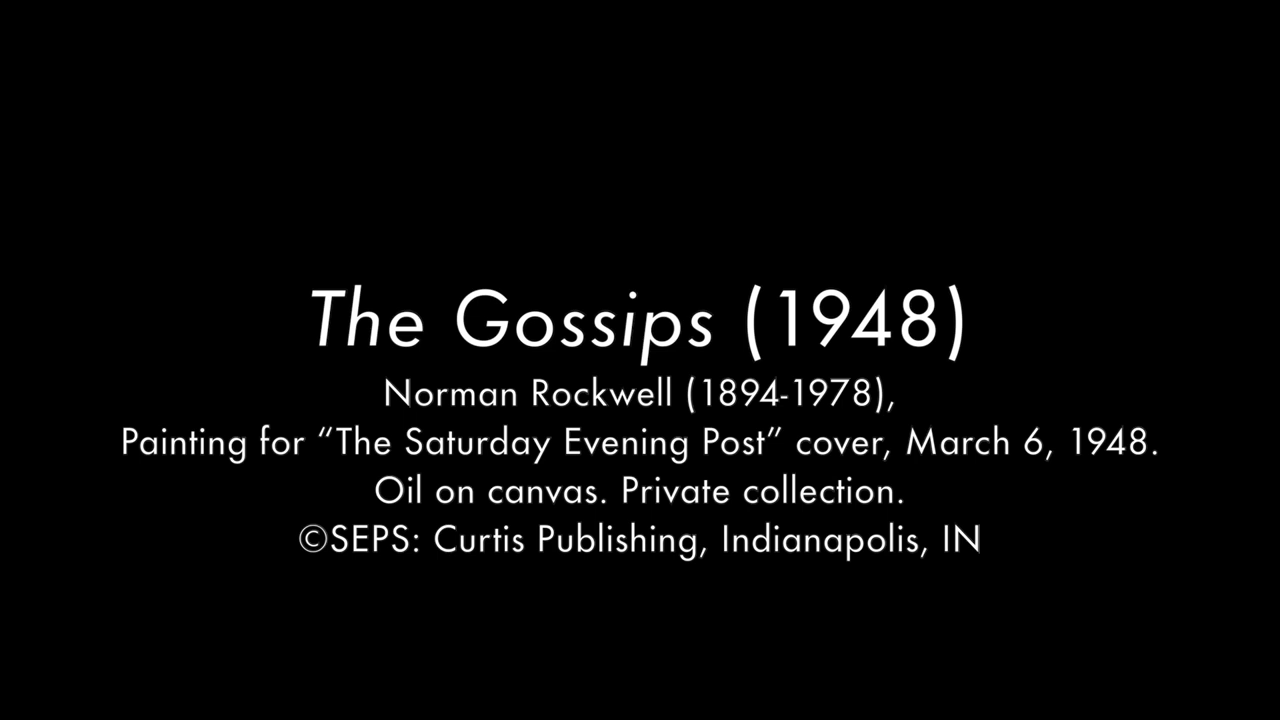 The Gossips (1948)
Norman Rockwell (1894-1978),
Painting for “The Saturday Evening Post” cover, March 6, 1948.
Oil on canvas. Private collection.
©SEPS: Curtis Publishing, Indianapolis, IN